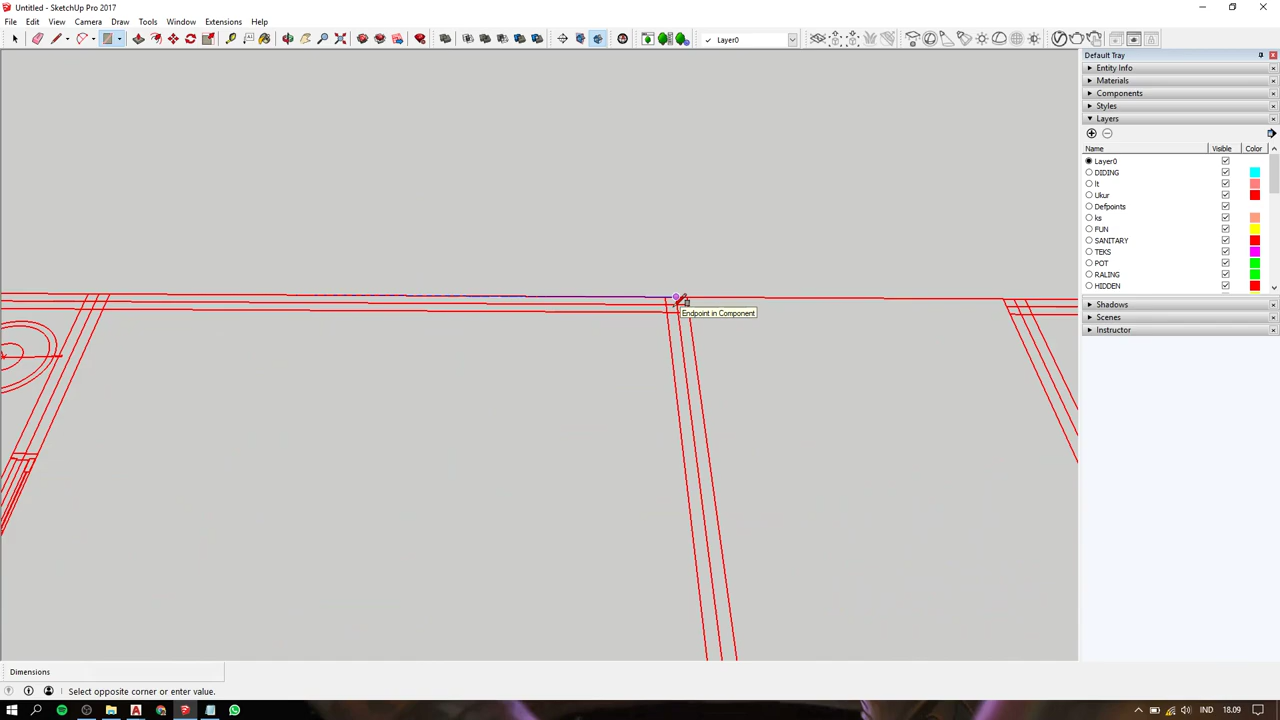 Untitled - SketchUp Pro 2017
File Edit View Camera Draw Tools Window Extensions Help
Layer0
Default Tray
Entity Info
Materials
Components
Styles
Layers
Name Visible Color
Layer0
DIDING
lt
Ukur
Defpoints
ks
FUN
SANITARY
TEKS
POT
RALING
HIDDEN
Shadows
Scenes
Instructor
Endpoint in Component
Dimensions
Select opposite corner or enter value.
IND 18.09